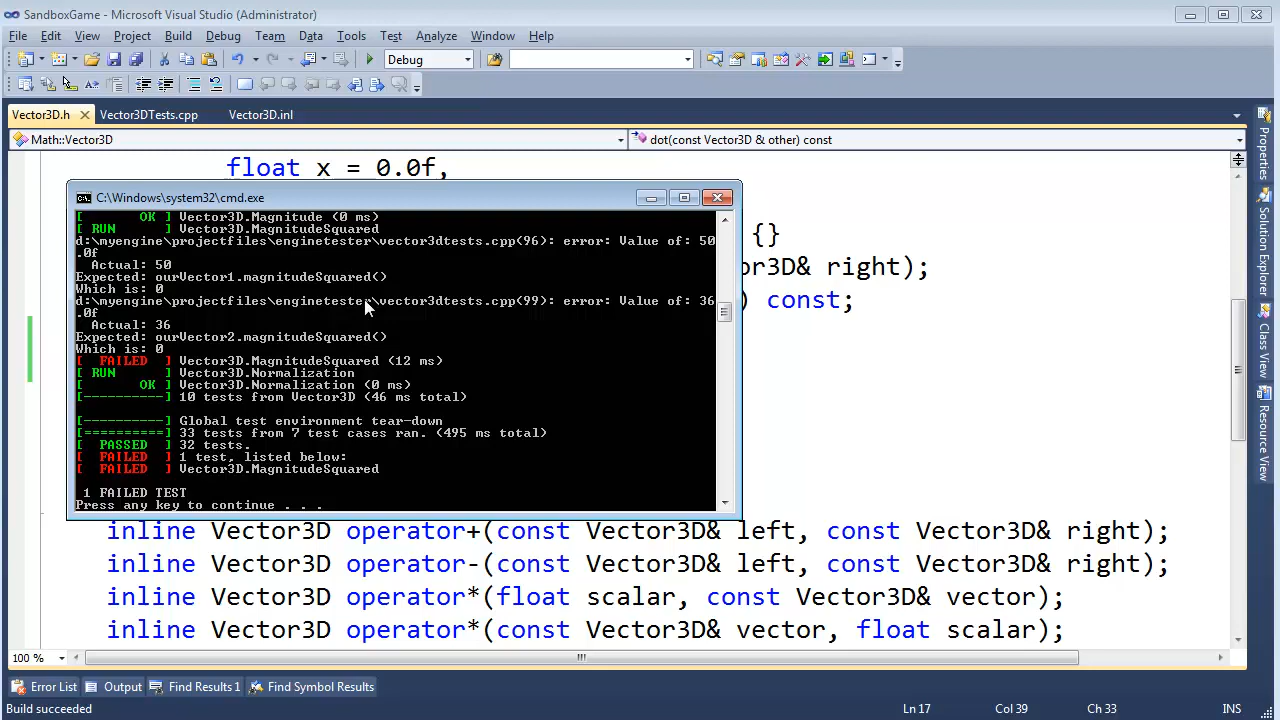 SandboxGame - Microsoft Visual Studio (Administrator)
File Edit View Project Build Debug Team Data Tools Test Analyze Window Help
Debug
Vector3D.h Vector3DTests.cpp Vector3D.inl
Math::Vector3D dot(const Vector3D & other) const
float x = 0.0f,
C:\Windows\system32\cmd.exe
[ OK ] Vector3D.Magnitude (0 ms)
[ RUN ] Vector3D.MagnitudeSquared
d:\myengine\projectfiles\enginetester\vector3dtests.cpp(96): error: Value of: 50
.0f
Actual: 50
Expected: ourVector1.magnitudeSquared()
Which is: 0
d:\myengine\projectfiles\enginetester\vector3dtests.cpp(99): error: Value of: 36
.0f
Actual: 36
Expected: ourVector2.magnitudeSquared()
Which is: 0
[ FAILED ] Vector3D.MagnitudeSquared (12 ms)
[ RUN ] Vector3D.Normalization
[ OK ] Vector3D.Normalization (0 ms)
[----------] 10 tests from Vector3D (46 ms total)
[----------] Global test environment tear-down
[==========] 33 tests from 7 test cases ran. (495 ms total)
[ PASSED ] 32 tests.
[ FAILED ] 1 test, listed below:
[ FAILED ] Vector3D.MagnitudeSquared
1 FAILED TEST
Press any key to continue . . .
{}
or3D& right);
) const;
inline Vector3D operator+(const Vector3D& left, const Vector3D& right);
inline Vector3D operator-(const Vector3D& left, const Vector3D& right);
inline Vector3D operator*(float scalar, const Vector3D& vector);
inline Vector3D operator*(const Vector3D& vector, float scalar);
100 %
Properties
Solution Explorer
Class View
Resource View
Error List Output Find Results 1 Find Symbol Results
Build succeeded Ln 17 Col 39 Ch 33 INS